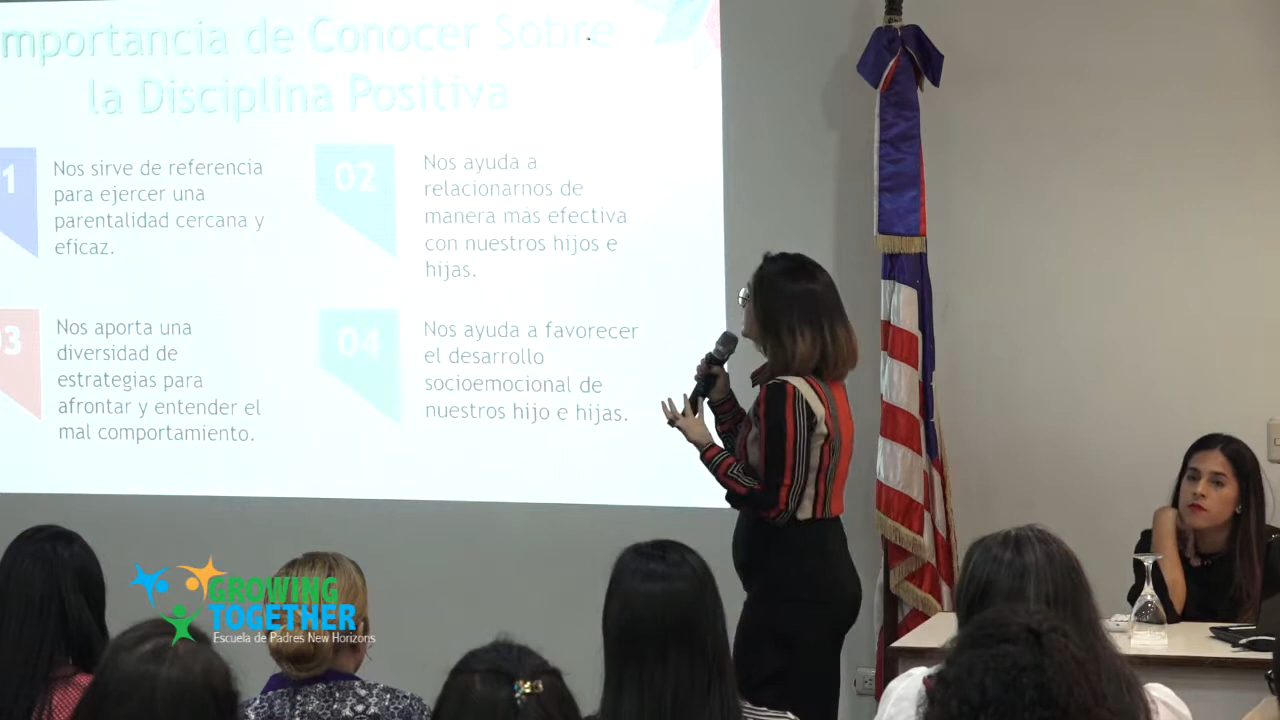 mportancia de Conocer Sobre
la Disciplina Positiva
1
Nos sirve de referencia
para ejercer una
parentalidad cercana y
eficaz.
02
Nos ayuda a
relacionarnos de
manera más efectiva
con nuestros hijos e
hijas.
03
Nos aporta una
diversidad de
estrategias para
afrontar y entender el
mal comportamiento.
04
Nos ayuda a favorecer
el desarrollo
socioemocional de
nuestros hijo e hijas.
GROWING
TOGETHER
Escuela de Padres New Horizons